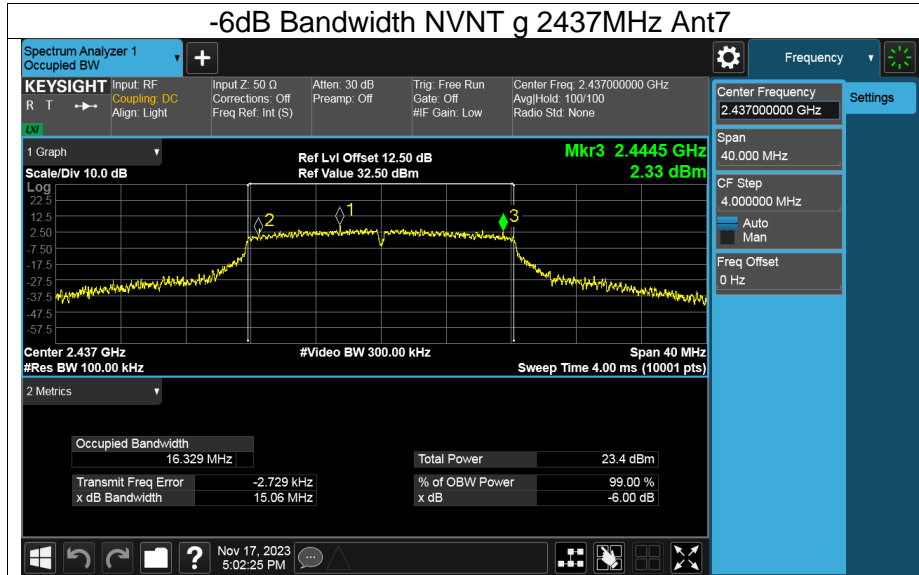 -6dB Bandwidth NVNT g 2437MHz Ant7
Spectrum Analyzer 1
Occupied BW
+
Frequency
KEYSIGHT
R T
LXI
Input: RF
Coupling: DC
Align: Light
Input Z: 50 Ω
Corrections: Off
Freq Ref: Int (S)
Atten: 30 dB
Preamp: Off
Trig: Free Run
Gate: Off
#IF Gain: Low
Center Freq: 2.437000000 GHz
Avg|Hold: 100/100
Radio Std: None
Center Frequency
2.437000000 GHz
Settings
Span
40.000 MHz
CF Step
4.000000 MHz
Auto
Man
Freq Offset
0 Hz
1 Graph
Scale/Div 10.0 dB
Ref Lvl Offset 12.50 dB
Ref Value 32.50 dBm
Mkr3 2.4445 GHz
2.33 dBm
Log
22.5
12.5
2.50
-7.50
-17.5
-27.5
-37.5
-47.5
-57.5
2
1
3
Center 2.437 GHz
#Video BW 300.00 kHz
Span 40 MHz
#Res BW 100.00 kHz
Sweep Time 4.00 ms (10001 pts)
2 Metrics
Occupied Bandwidth
16.329 MHz
Total Power 23.4 dBm
Transmit Freq Error -2.729 kHz
% of OBW Power 99.00 %
x dB Bandwidth 15.06 MHz
x dB -6.00 dB
?
Nov 17, 2023
5:02:25 PM